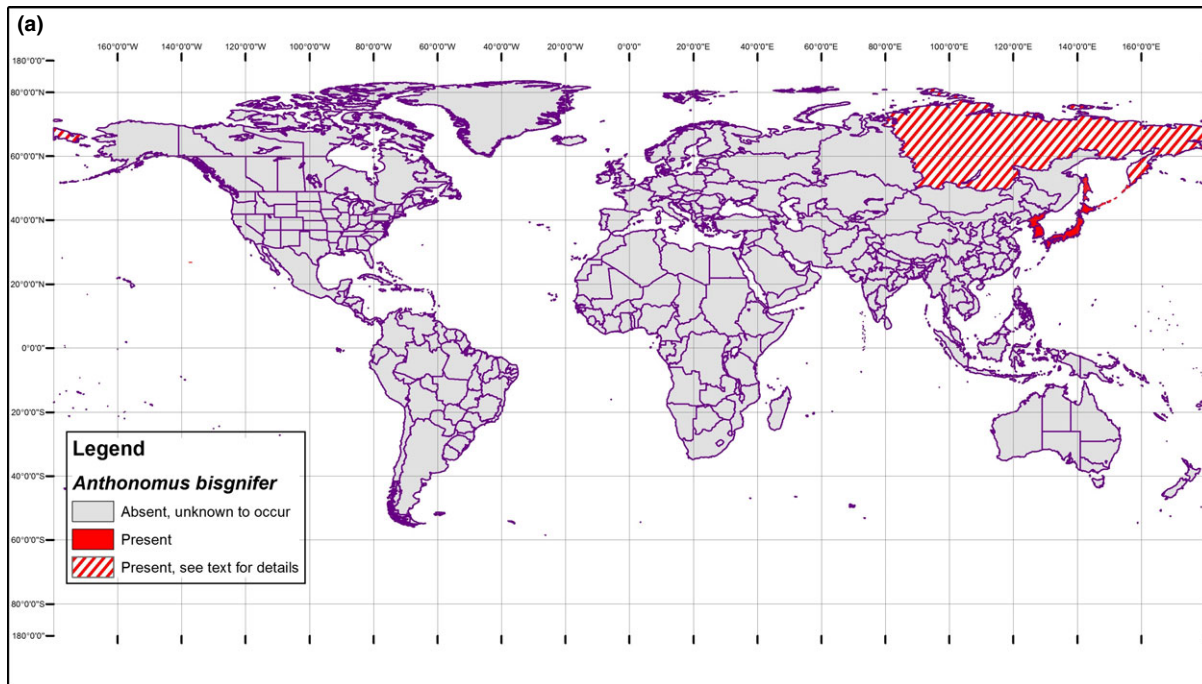 (a)
160°0'0"W 140°0'0"W 120°0'0"W 100°0'0"W 80°0'0"W 60°0'0"W 40°0'0"W 20°0'0"W 0°0'0"E 20°0'0"E 40°0'0"E 60°0'0"E 80°0'0"E 100°0'0"E 120°0'0"E 140°0'0"E 160°0'0"E
180°0'0"
80°0'0"N
60°0'0"N
40°0'0"N
20°0'0"N
0°0'0"
20°0'0"S
40°0'0"S
60°0'0"S
80°0'0"S
180°0'0"
Legend
Anthonomus bisgnifer
Absent, unknown to occur
Present
Present, see text for details